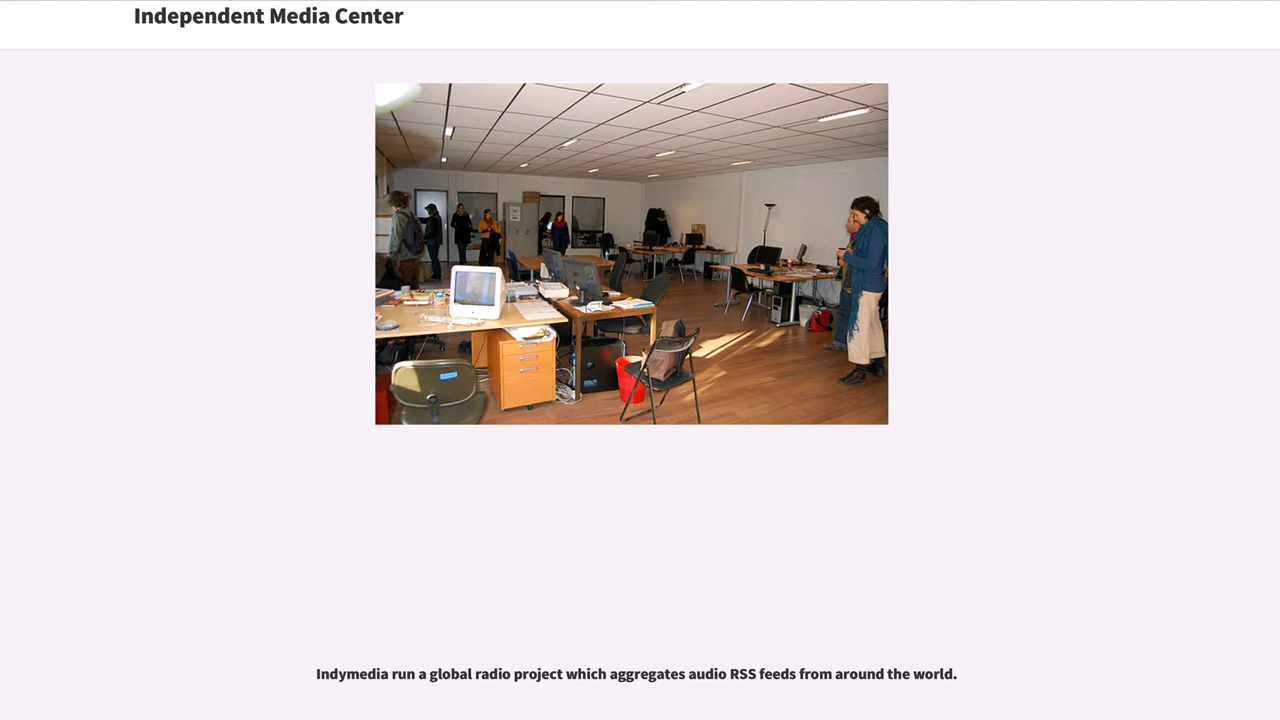 Independent Media Center
Indymedia run a global radio project which aggregates audio RSS feeds from around the world.